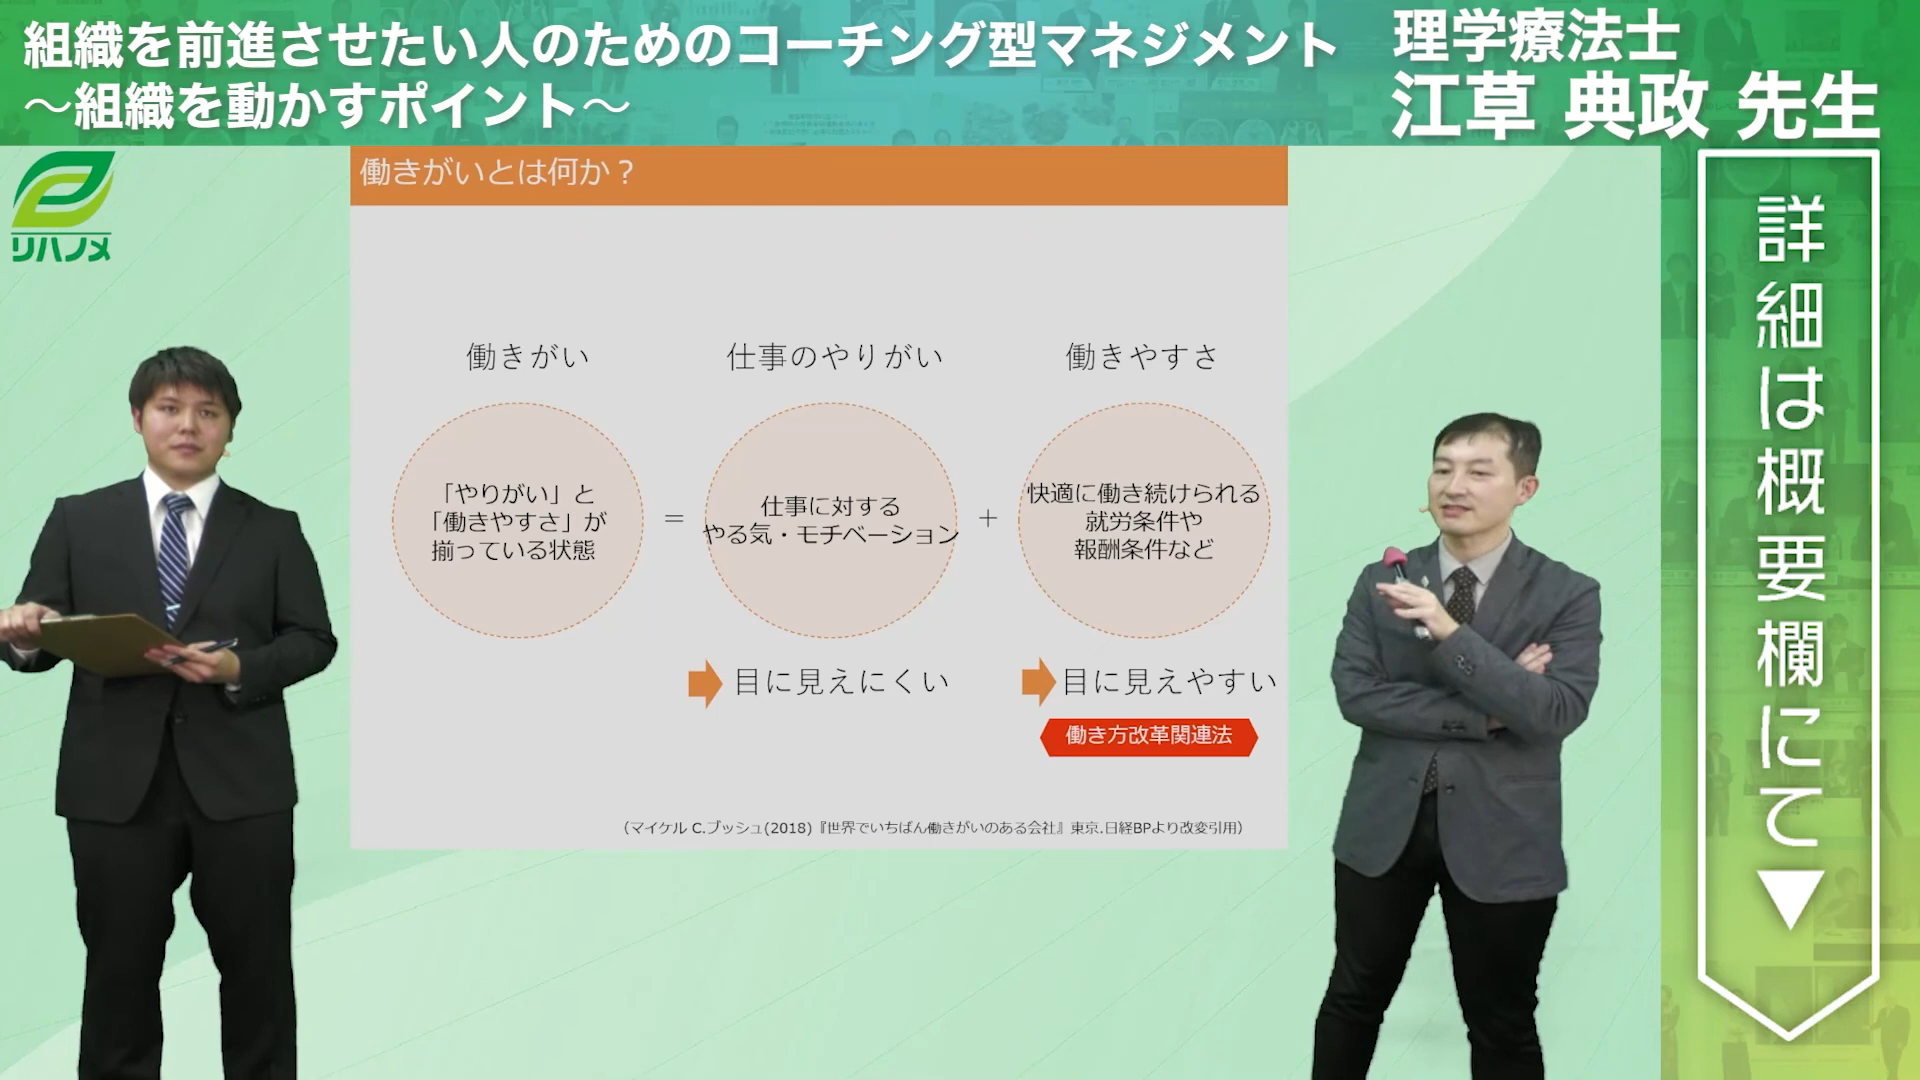 組織を前進させたい人のためのコーチング型マネジメント
～組織を動かすポイント～
理学療法士
江草 典政 先生
リハノメ
働きがいとは何か？
働きがい
仕事のやりがい
働きやすさ
「やりがい」と
「働きやすさ」が
揃っている状態
＝
仕事に対する
やる気・モチベーション
＋
快適に働き続けられる
就労条件や
報酬条件など
目に見えにくい
目に見えやすい
働き方改革関連法
（マイケル C.ブッシュ(2018)『世界でいちばん働きがいのある会社』東京.日経BPより改変引用）
詳細は概要欄にて▼